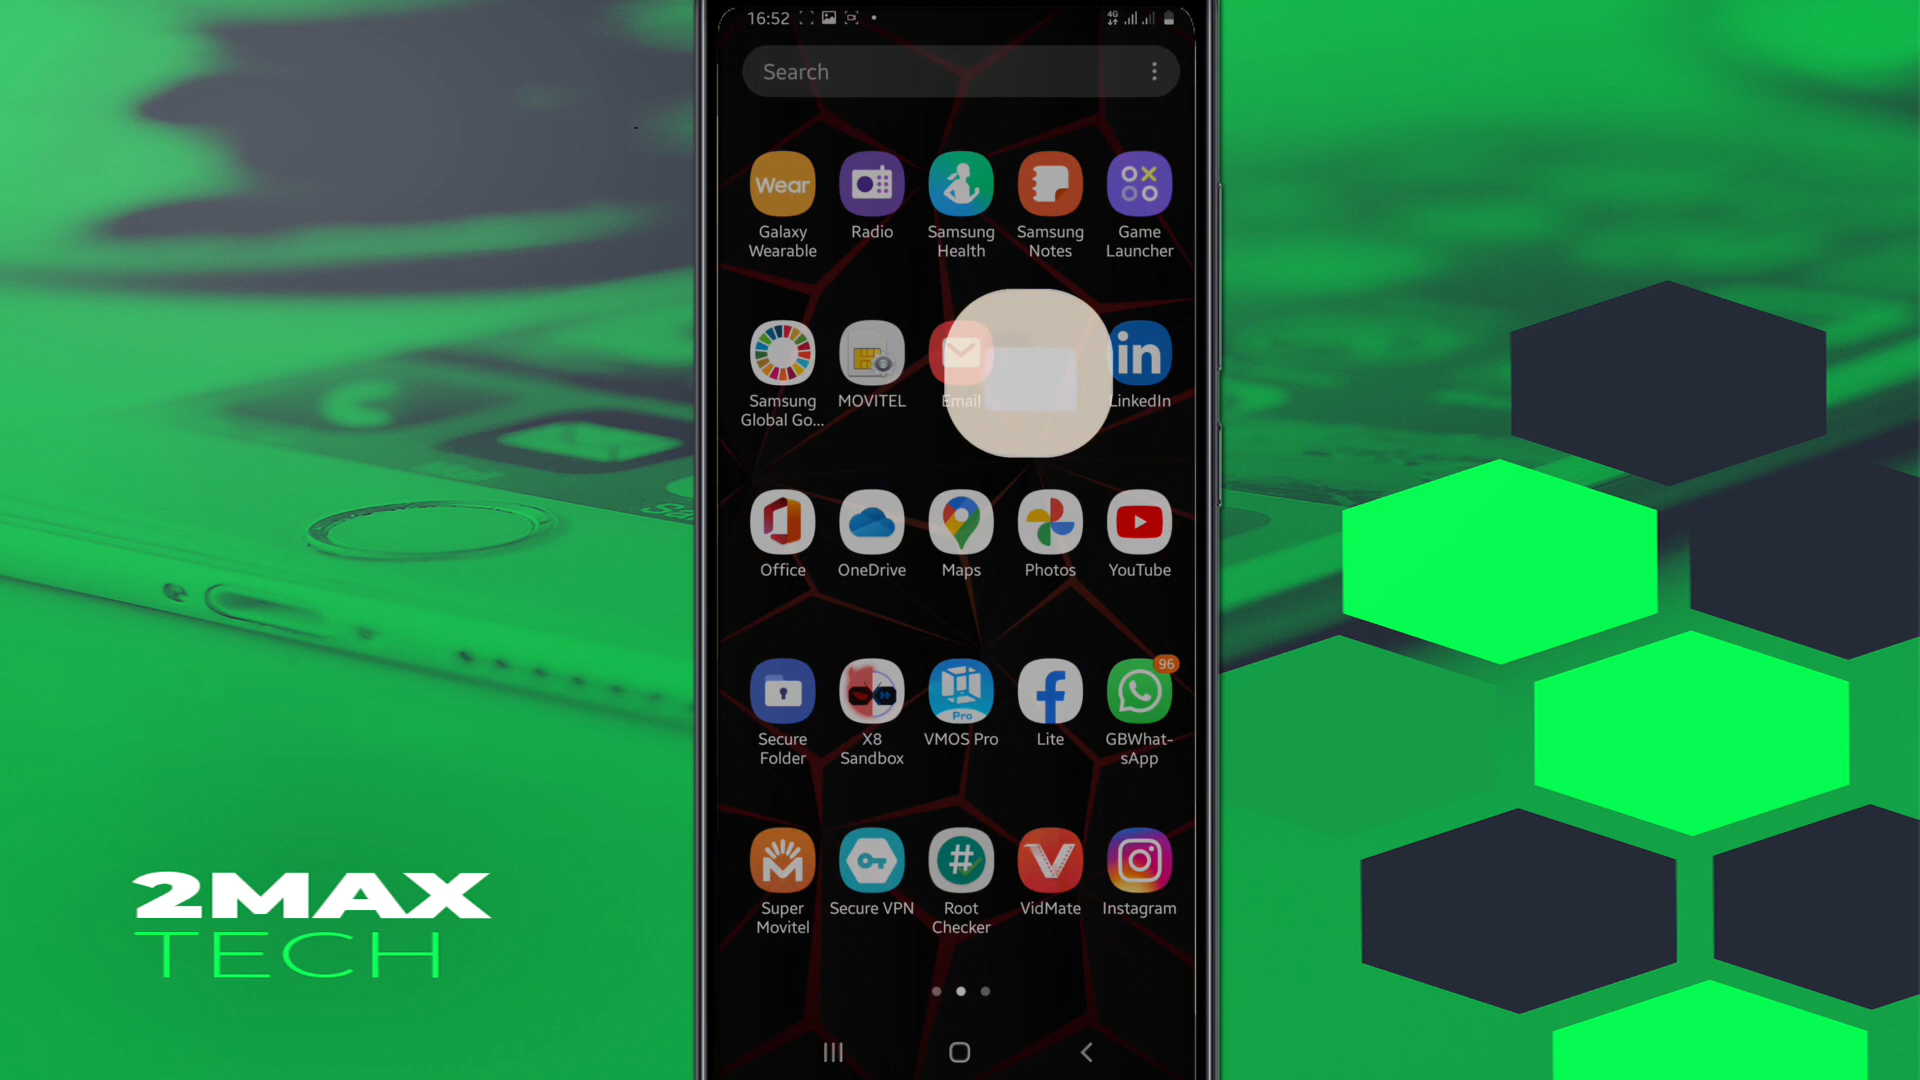 16:52
4G
Search
Wear
Galaxy
Wearable
Radio
Samsung
Health
Samsung
Notes
Game
Launcher
Samsung
Global Go...
MOVITEL
Email
in
LinkedIn
Office
OneDrive
Maps
Photos
YouTube
96
Pro
Secure
Folder
X8
Sandbox
VMOS Pro
Lite
GBWhat-
sApp
Super
Movitel
Secure VPN
Root
Checker
VidMate
Instagram
2MAX
TECH